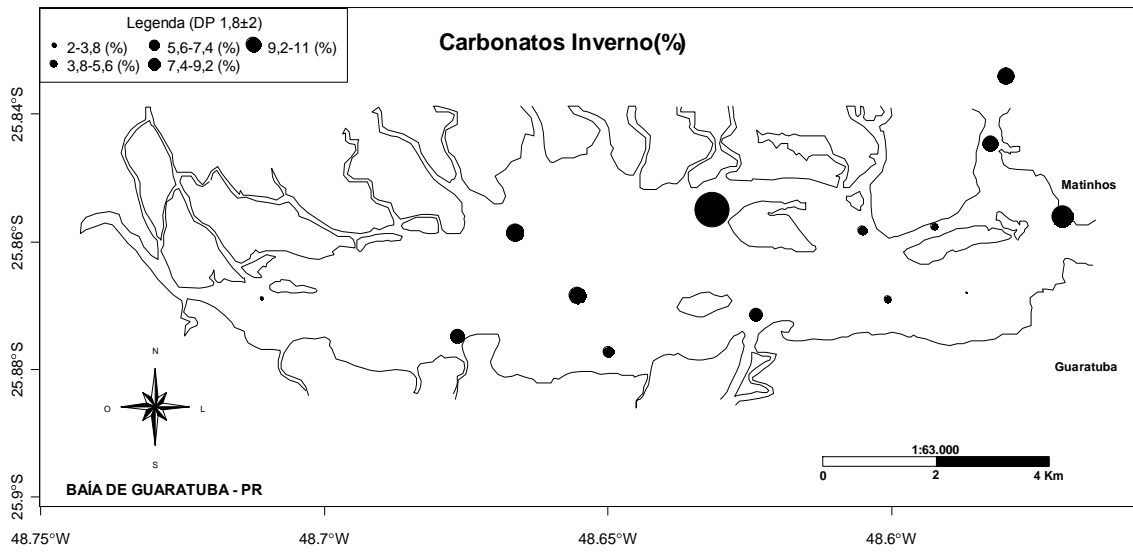 Legenda (DP 1,8±2)
2-3,8 (%) 5,6-7,4 (%) 9,2-11 (%)
3,8-5,6 (%) 7,4-9,2 (%)
Carbonatos Inverno(%)
25.84°S
Matinhos
25.86°S
25.88°S
Guaratuba
N
O L
S
1:63.000
0 2 4 Km
BAÍA DE GUARATUBA - PR
25.9°S
48.75°W 48.7°W 48.65°W 48.6°W